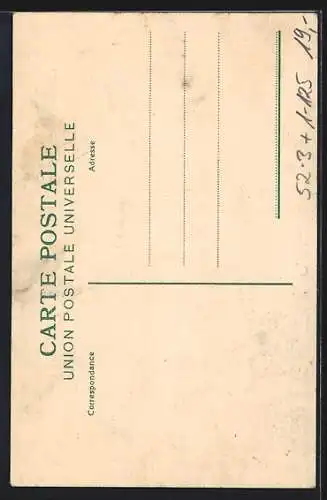 CARTE POSTALE
UNION POSTALE UNIVERSELLE
Correspondance
Adresse
52·3+1-125 19,-